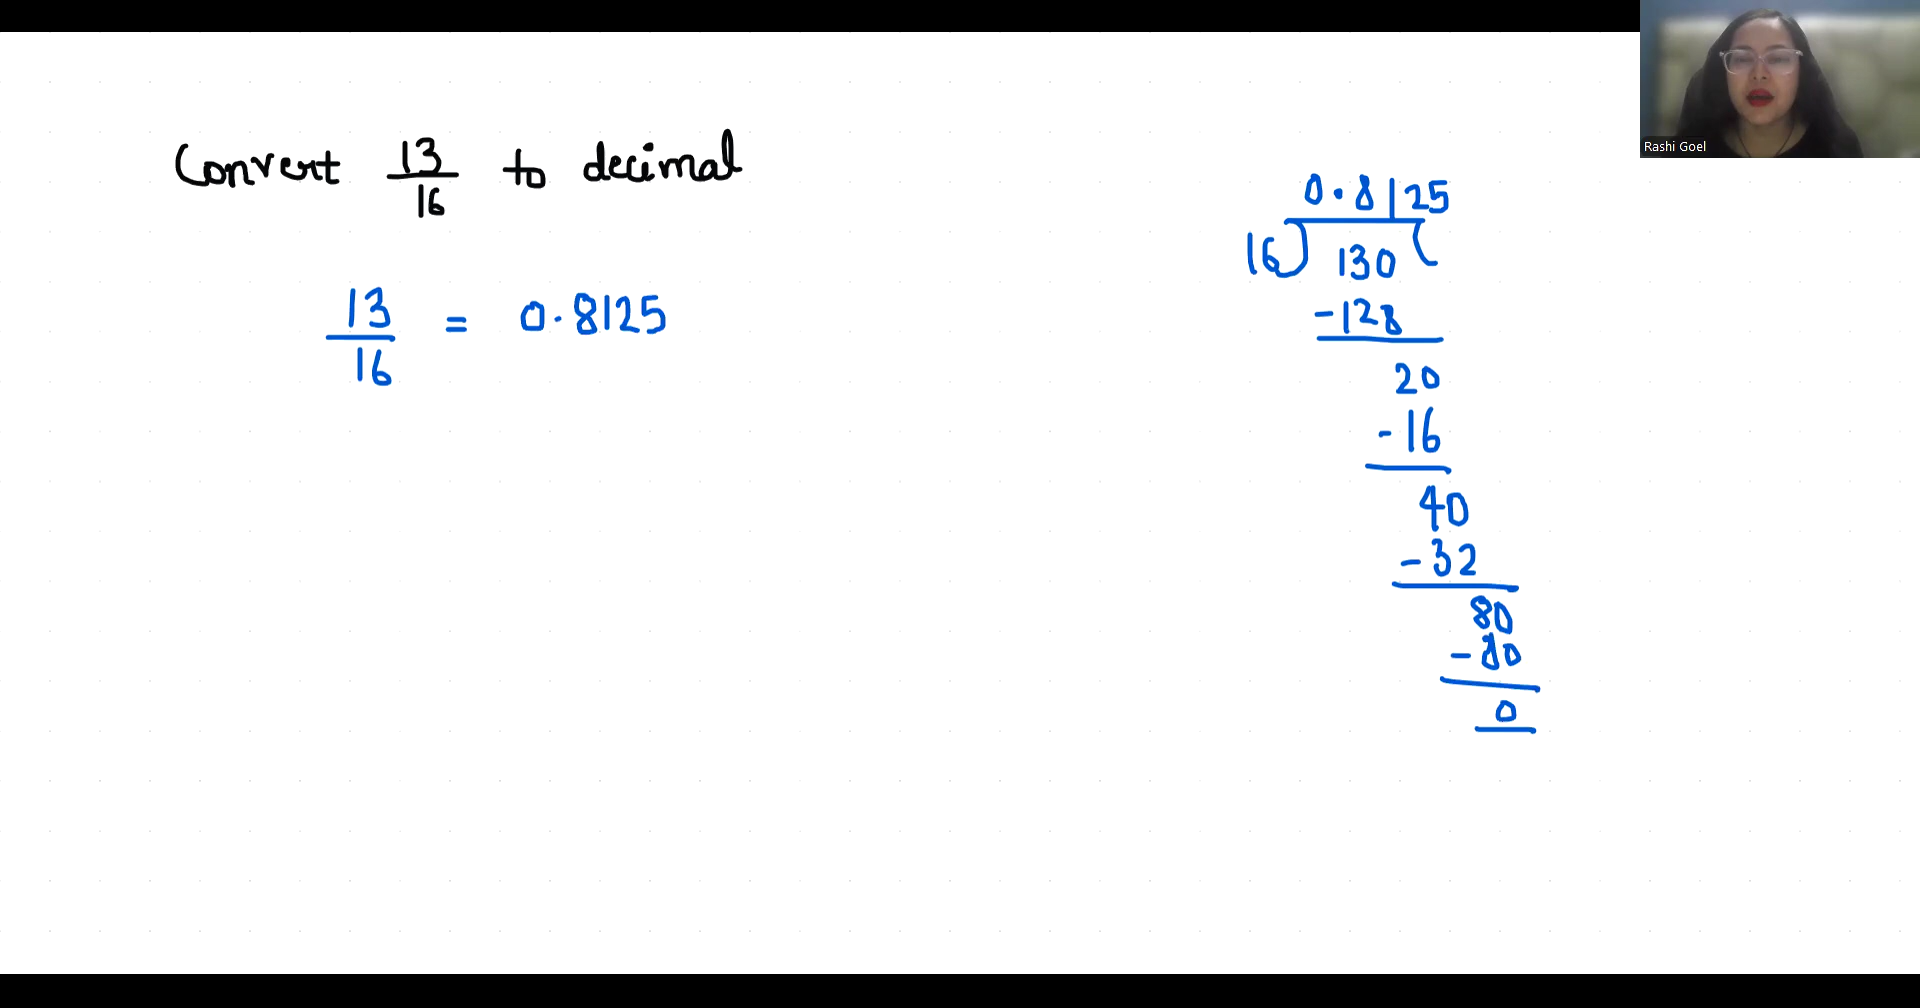 Convert 13/16 to decimal
13/16 = 0.8125
0.8125
16) 130 (
-128
20
-16
40
-32
80
-80
0
Rashi Goel